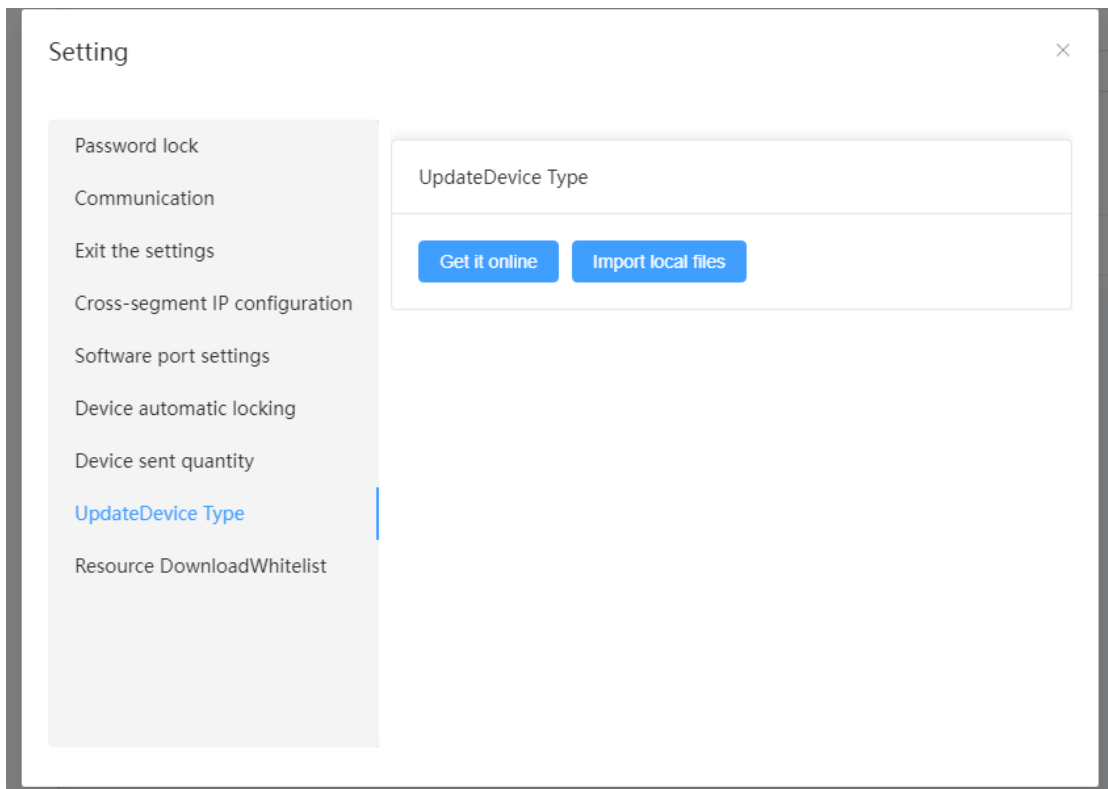 Setting
Password lock
Communication
Exit the settings
Cross-segment IP configuration
Software port settings
Device automatic locking
Device sent quantity
UpdateDevice Type
Resource DownloadWhitelist
UpdateDevice Type
Get it online
Import local files